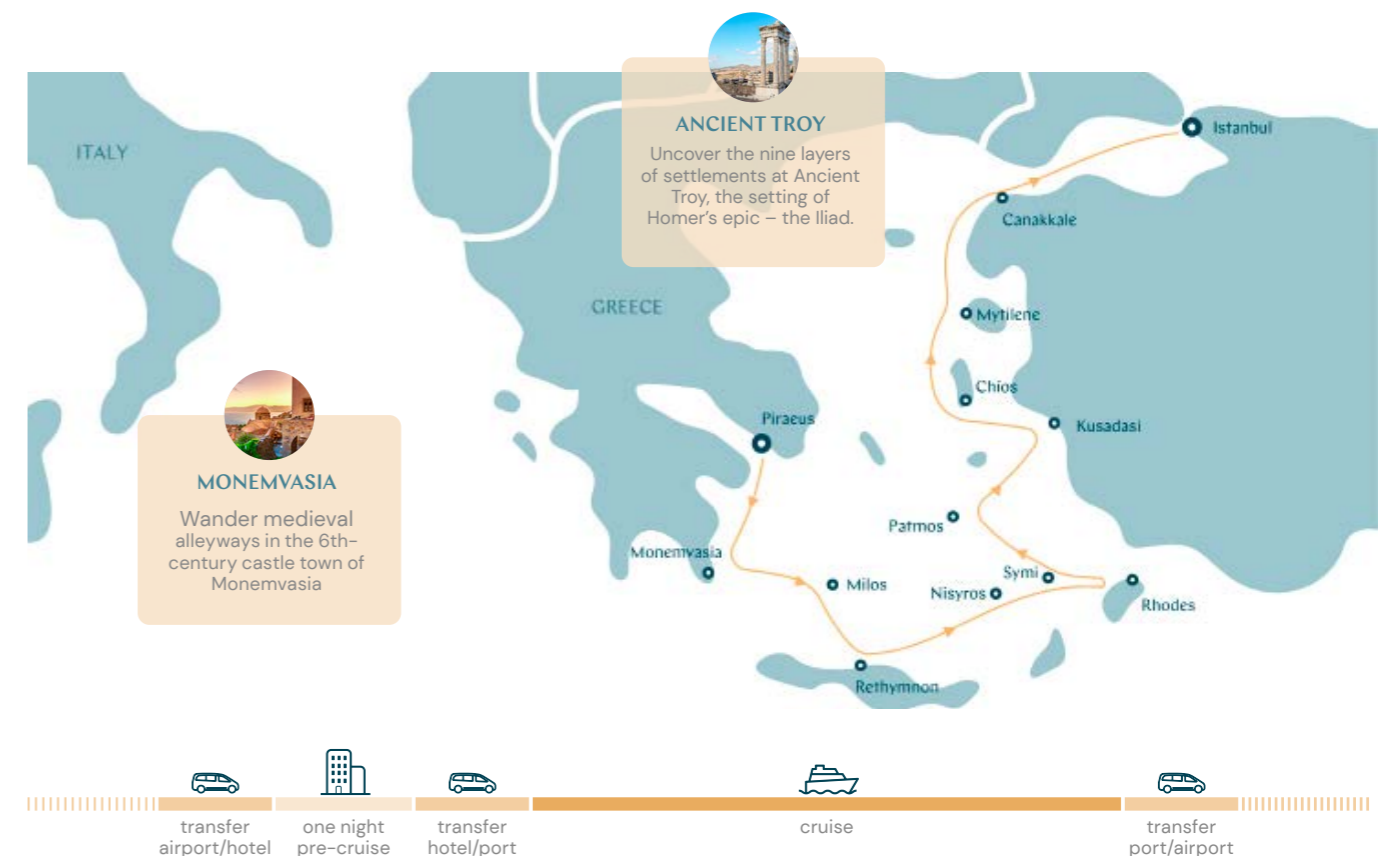 ANCIENT TROY
Uncover the nine layers
of settlements at Ancient
Troy, the setting of
Homer's epic – the Iliad.
ITALY
Istanbul
Canakkale
GREECE
Mytilene
Chios
Piraeus
Kusadasi
MONEMVASIA
Wander medieval
alleyways in the 6th-
century castle town of
Monemvasia
Patmos
Monemvasia
Milos
Symi
Nisyros
Rhodes
Rethymnon
transfer
airport/hotel
one night
pre-cruise
transfer
hotel/port
cruise
transfer
port/airport